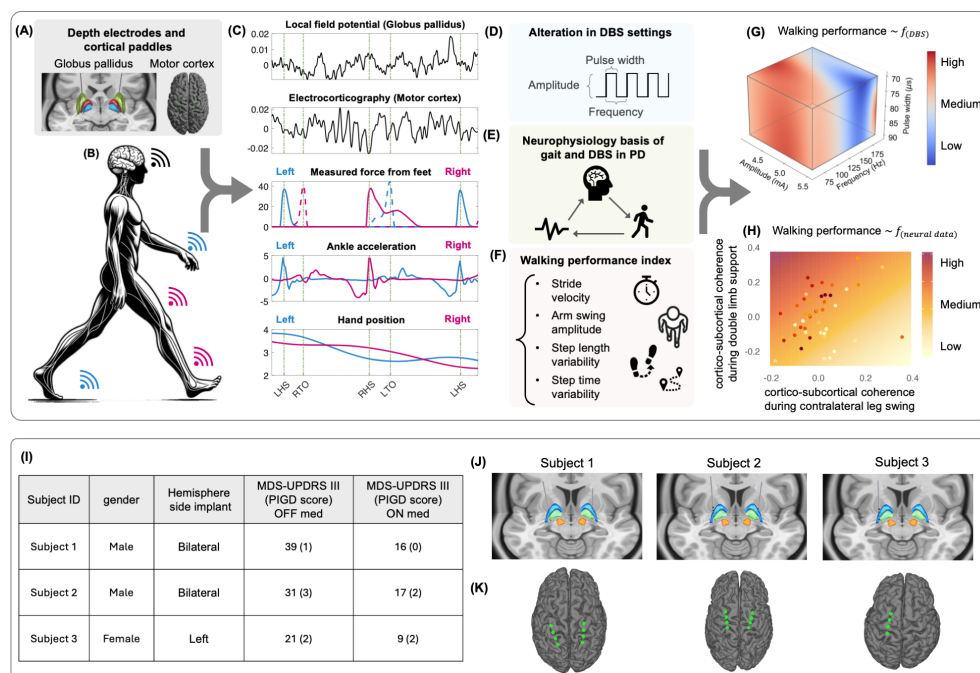 (A)
Depth electrodes and
cortical paddles
Globus pallidus Motor cortex
(B)
(C)
Local field potential (Globus pallidus)
0.02
0.01
0
Electrocorticography (Motor cortex)
0.02
0
-0.02
Measured force from feet
Left Right
40
20
0
Ankle acceleration
Left Right
5
0
-5
Hand position
Left Right
4
3
2
LHS RTO RHS LTO LHS
(D)
Alteration in DBS settings
Pulse width
Amplitude
Frequency
(E)
Neurophysiology basis of
gait and DBS in PD
(F)
Walking performance index
• Stride
velocity
• Arm swing
amplitude
• Step length
variability
• Step time
variability
(G) Walking performance ~ f(DBS)
High
Medium
Low
70
80
90
Pulse width (μs)
4.5
5.0
5.5
Amplitude (mA)
75
100
125
150
175
Frequency (Hz)
(H) Walking performance ~ f(neural data)
High
Medium
Low
0.4
0.2
0.0
-0.2
cortico-subcortical coherence
during double limb support
-0.2 0.0 0.2 0.4
cortico-subcortical coherence
during contralateral leg swing
(I)
Subject ID gender Hemisphere side implant MDS-UPDRS III (PIGD score) OFF med MDS-UPDRS III (PIGD score) ON med
Subject 1 Male Bilateral 39 (1) 16 (0)
Subject 2 Male Bilateral 31 (3) 17 (2)
Subject 3 Female Left 21 (2) 9 (2)
(J)
Subject 1 Subject 2 Subject 3
(K)